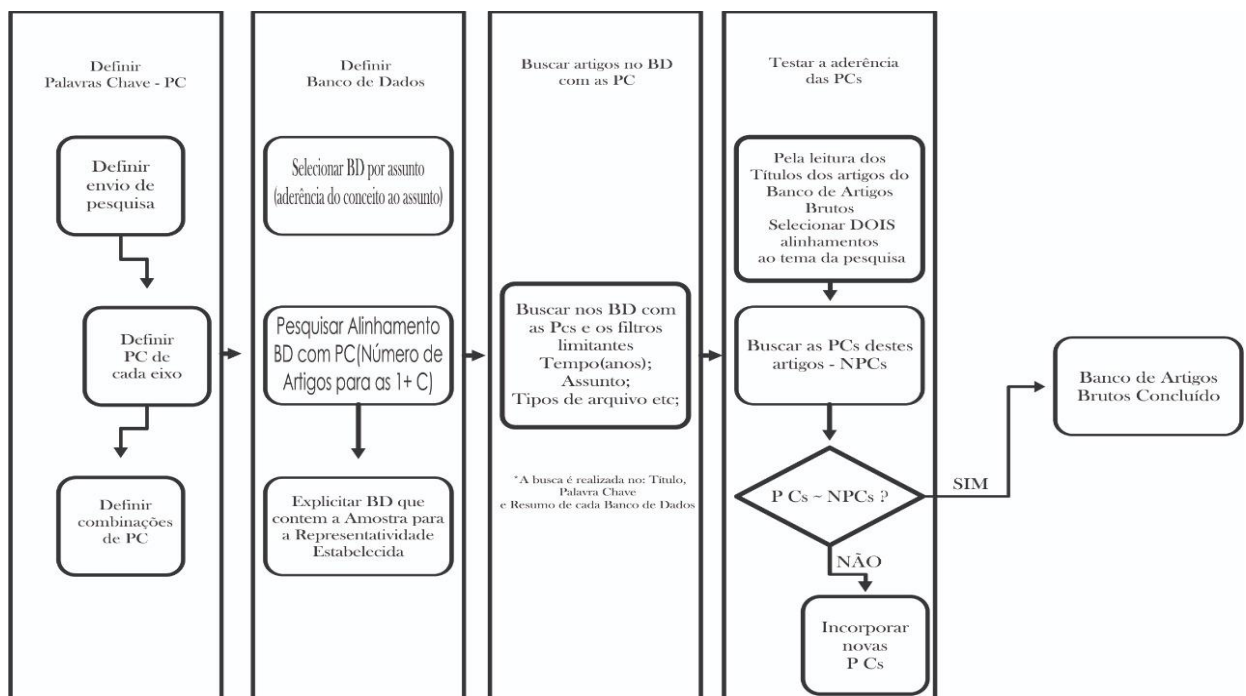 Definir
Palavras Chave - PC
Definir
envio de
pesquisa
Definir
PC de
cada eixo
Definir
combinações
de PC
Definir
Banco de Dados
Selecionar BD por assunto
(aderência do conceito ao assunto)
Pesquisar Alinhamento
BD com PC(Número de
Artigos para as 1+ C)
Explicitar BD que
contem a Amostra para
a Representatividade
Estabelecida
Buscar artigos no BD
com as PC
Buscar nos BD com
as Pcs e os filtros
limitantes
Tempo(anos);
Assunto;
Tipos de arquivo etc;
*A busca é realizada no: Título,
Palavra Chave
e Resumo de cada Banco de Dados
Testar a aderência
das PCs
Pela leitura dos
Títulos dos artigos do
Banco de Artigos
Brutos
Selecionar DOIS
alinhamentos
ao tema da pesquisa
Buscar as PCs destes
artigos - NPCs
P Cs ~ NPCs ?
SIM
NÃO
Incorporar
novas
P Cs
Banco de Artigos
Brutos Concluído